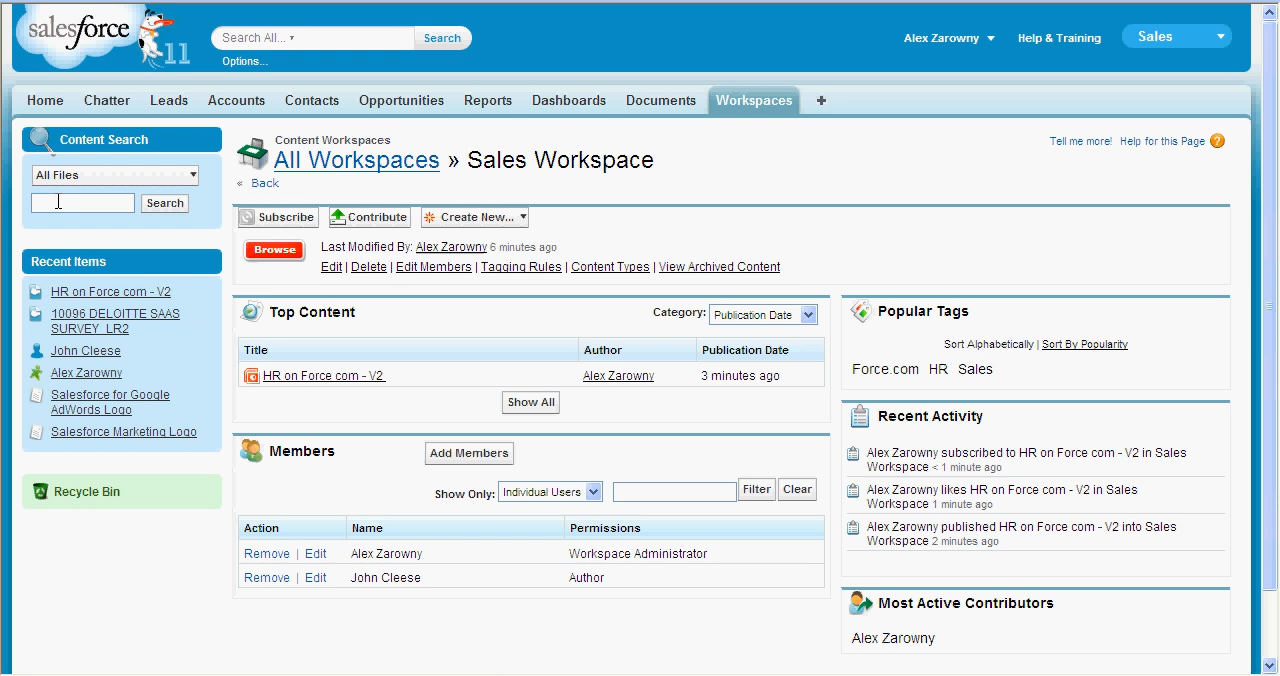 salesforce
11
Search All...
Search
Options...
Alex Zarowny
Help & Training
Sales
Home
Chatter
Leads
Accounts
Contacts
Opportunities
Reports
Dashboards
Documents
Workspaces
+
Content Search
All Files
Search
Recent Items
HR on Force com - V2
10096 DELOITTE SAAS
SURVEY_LR2
John Cleese
Alex Zarowny
Salesforce for Google
AdWords Logo
Salesforce Marketing Logo
Recycle Bin
Content Workspaces
All Workspaces » Sales Workspace
« Back
Tell me more! Help for this Page ?
Subscribe
Contribute
Create New...
Browse
Last Modified By: Alex Zarowny 6 minutes ago
Edit | Delete | Edit Members | Tagging Rules | Content Types | View Archived Content
Top Content
Category: Publication Date
Title Author Publication Date
HR on Force com - V2 Alex Zarowny 3 minutes ago
Show All
Members
Add Members
Show Only: Individual Users Filter Clear
Action Name Permissions
Remove | Edit Alex Zarowny Workspace Administrator
Remove | Edit John Cleese Author
Popular Tags
Sort Alphabetically | Sort By Popularity
Force.com HR Sales
Recent Activity
Alex Zarowny subscribed to HR on Force com - V2 in Sales
Workspace < 1 minute ago
Alex Zarowny likes HR on Force com - V2 in Sales
Workspace 1 minute ago
Alex Zarowny published HR on Force com - V2 into Sales
Workspace 2 minutes ago
Most Active Contributors
Alex Zarowny